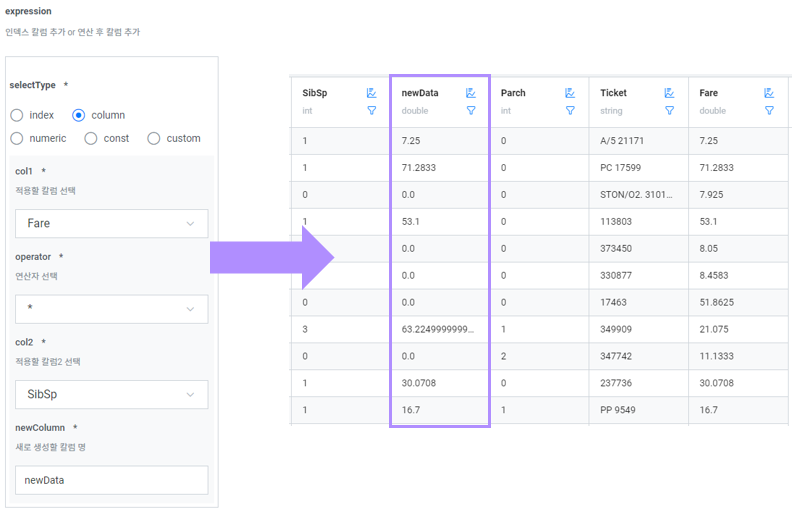 expression
인덱스 칼럼 추가 or 연산 후 칼럼 추가
selectType *
index column
numeric const custom
col1 *
적용할 칼럼 선택
Fare
operator *
연산자 선택
*
col2 *
적용할 칼럼2 선택
SibSp
newColumn *
새로 생성할 칼럼 명
newData
SibSp newData Parch Ticket Fare
int double int string double
1 7.25 0 A/5 21171 7.25
1 71.2833 0 PC 17599 71.2833
0 0.0 0 STON/O2. 3101... 7.925
1 53.1 0 113803 53.1
0.0 0 373450 8.05
0.0 0 330877 8.4583
0 0.0 0 17463 51.8625
3 63.2249999999... 1 349909 21.075
0 0.0 2 347742 11.1333
1 30.0708 0 237736 30.0708
1 16.7 1 PP 9549 16.7